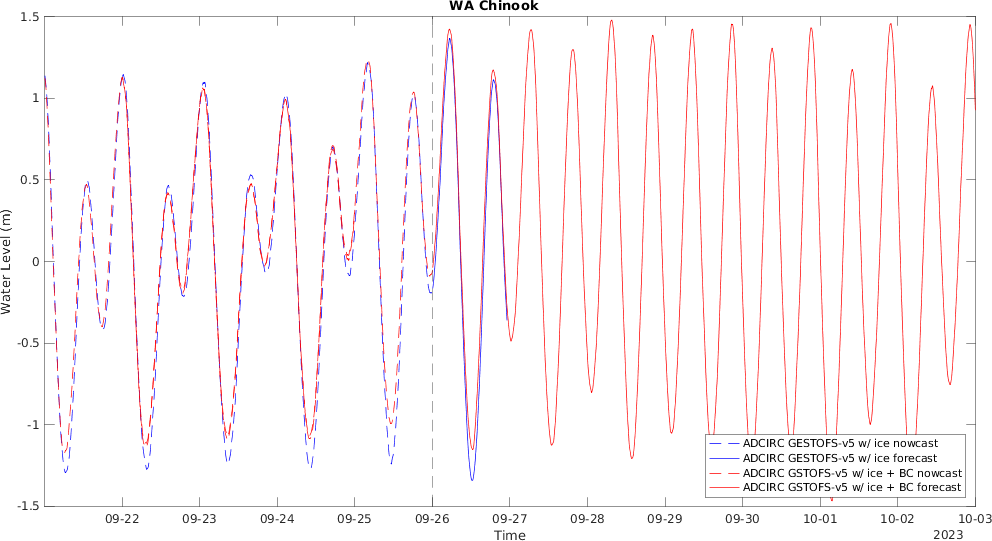 WA Chinook
1.5
1
0.5
0
-0.5
-1
-1.5
Water Level (m)
ADCIRC GESTOFS-v5 w/ ice nowcast
ADCIRC GESTOFS-v5 w/ ice forecast
ADCIRC GSTOFS-v5 w/ ice + BC nowcast
ADCIRC GSTOFS-v5 w/ ice + BC forecast
09-22 09-23 09-24 09-25 09-26 09-27 09-28 09-29 09-30 10-01 10-02 10-03
Time
2023